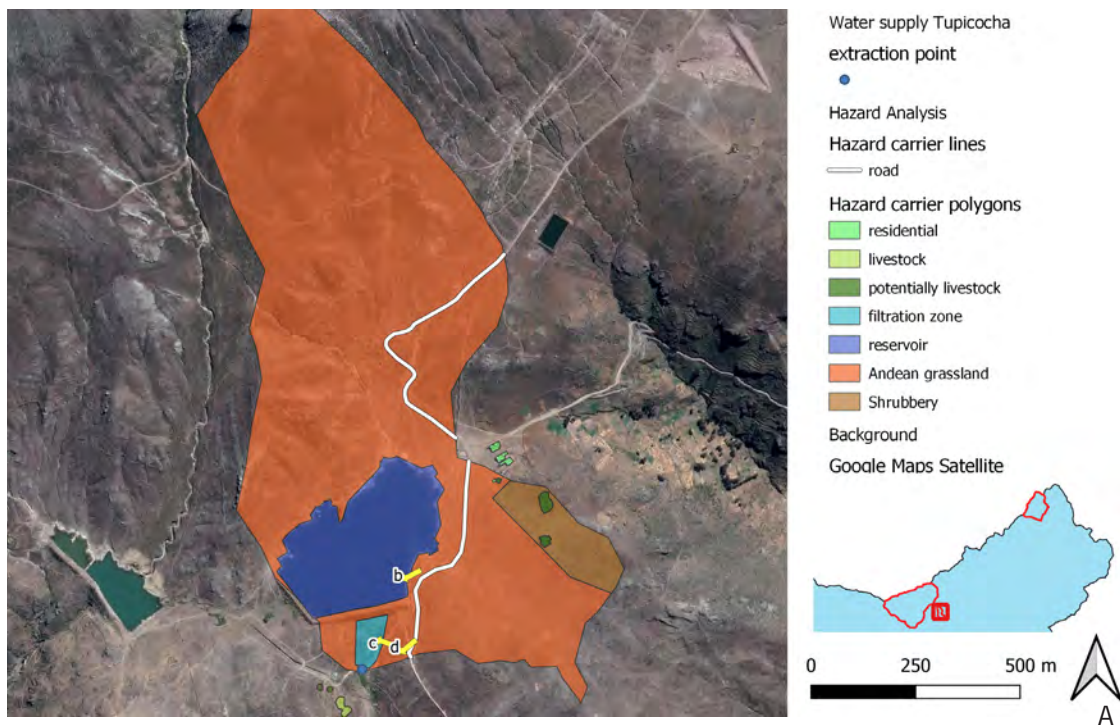 Water supply Tupicocha
extraction point
Hazard Analysis
Hazard carrier lines
road
Hazard carrier polygons
residential
livestock
potentially livestock
filtration zone
reservoir
Andean grassland
Shrubbery
Background
Google Maps Satellite
b
c
d
0 250 500 m
A